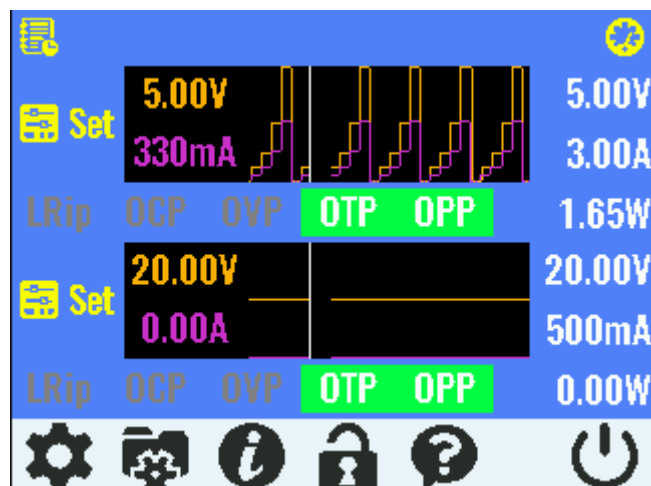 5.00V 5.00V
Set
330mA 3.00A
LRip OCP OVP OTP OPP 1.65W
20.00V 20.00V
Set
0.00A 500mA
LRip OCP OVP OTP OPP 0.00W